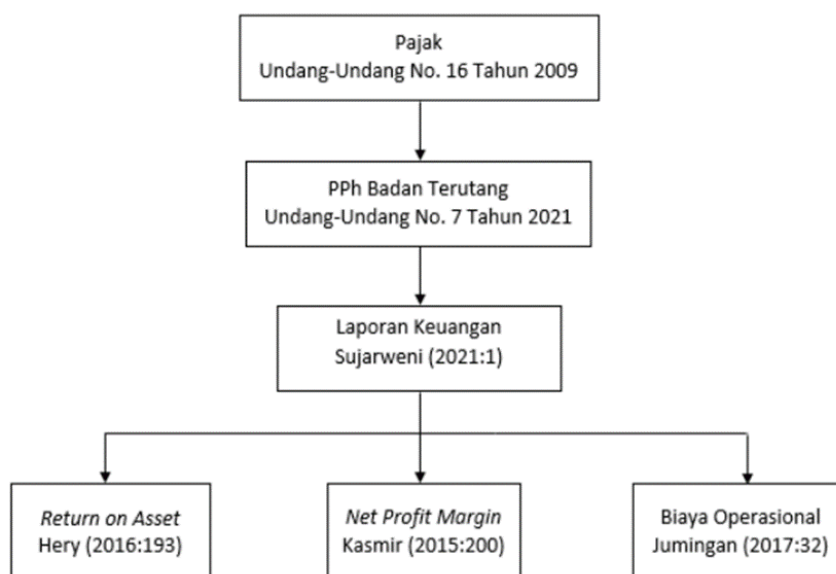 Pajak
Undang-Undang No. 16 Tahun 2009
PPh Badan Terutang
Undang-Undang No. 7 Tahun 2021
Laporan Keuangan
Sujarweni (2021:1)
Return on Asset
Hery (2016:193)
Net Profit Margin
Kasmir (2015:200)
Biaya Operasional
Jumingan (2017:32)